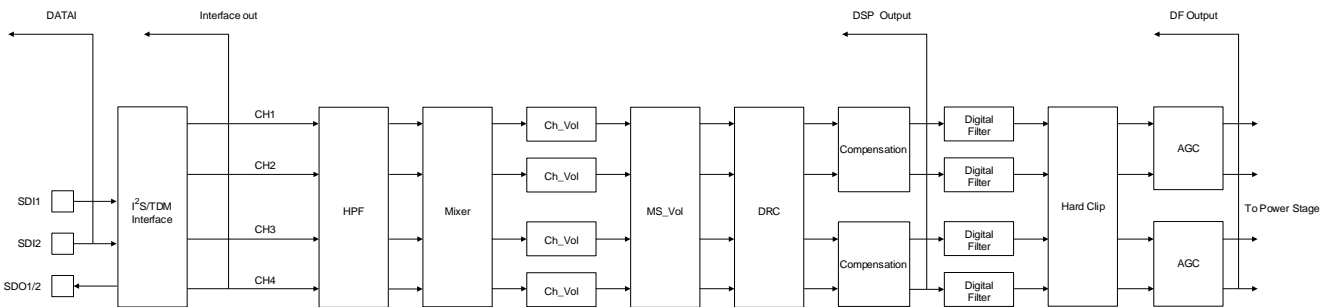 DATAI
Interface out
DSP Output
DF Output
CH1
Ch_Vol
Digital
Filter
CH2
Ch_Vol
Compensation
Digital
Filter
AGC
SDI1
I²S/TDM
Interface
HPF
Mixer
MS_Vol
DRC
Hard Clip
To Power Stage
SDI2
CH3
Ch_Vol
Digital
Filter
Compensation
AGC
SDO1/2
CH4
Ch_Vol
Digital
Filter